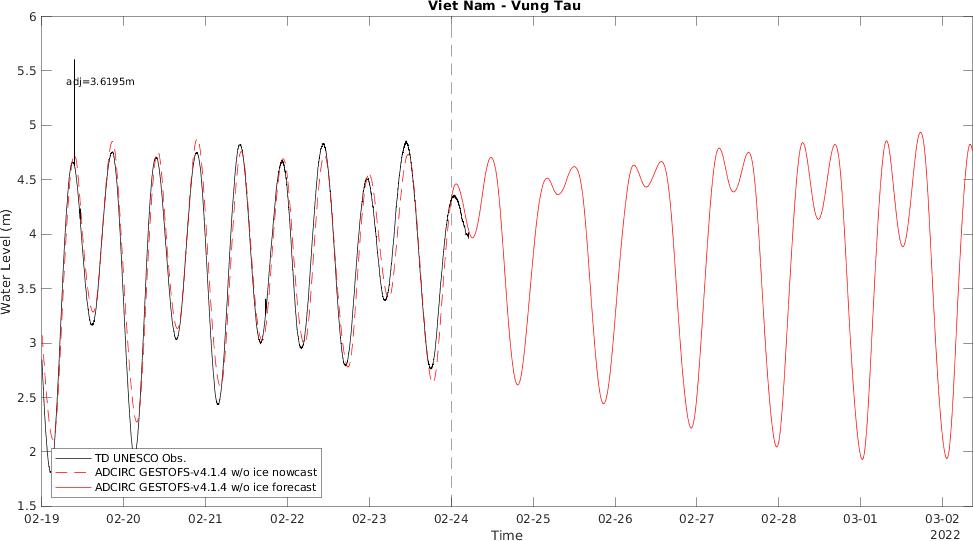 Viet Nam - Vung Tau
6
5.5
adj=3.6195m
5
4.5
4
Water Level (m)
3.5
3
2.5
2
1.5
TD UNESCO Obs.
ADCIRC GESTOFS-v4.1.4 w/o ice nowcast
ADCIRC GESTOFS-v4.1.4 w/o ice forecast
02-19 02-20 02-21 02-22 02-23 02-24 02-25 02-26 02-27 02-28 03-01 03-02
Time
2022